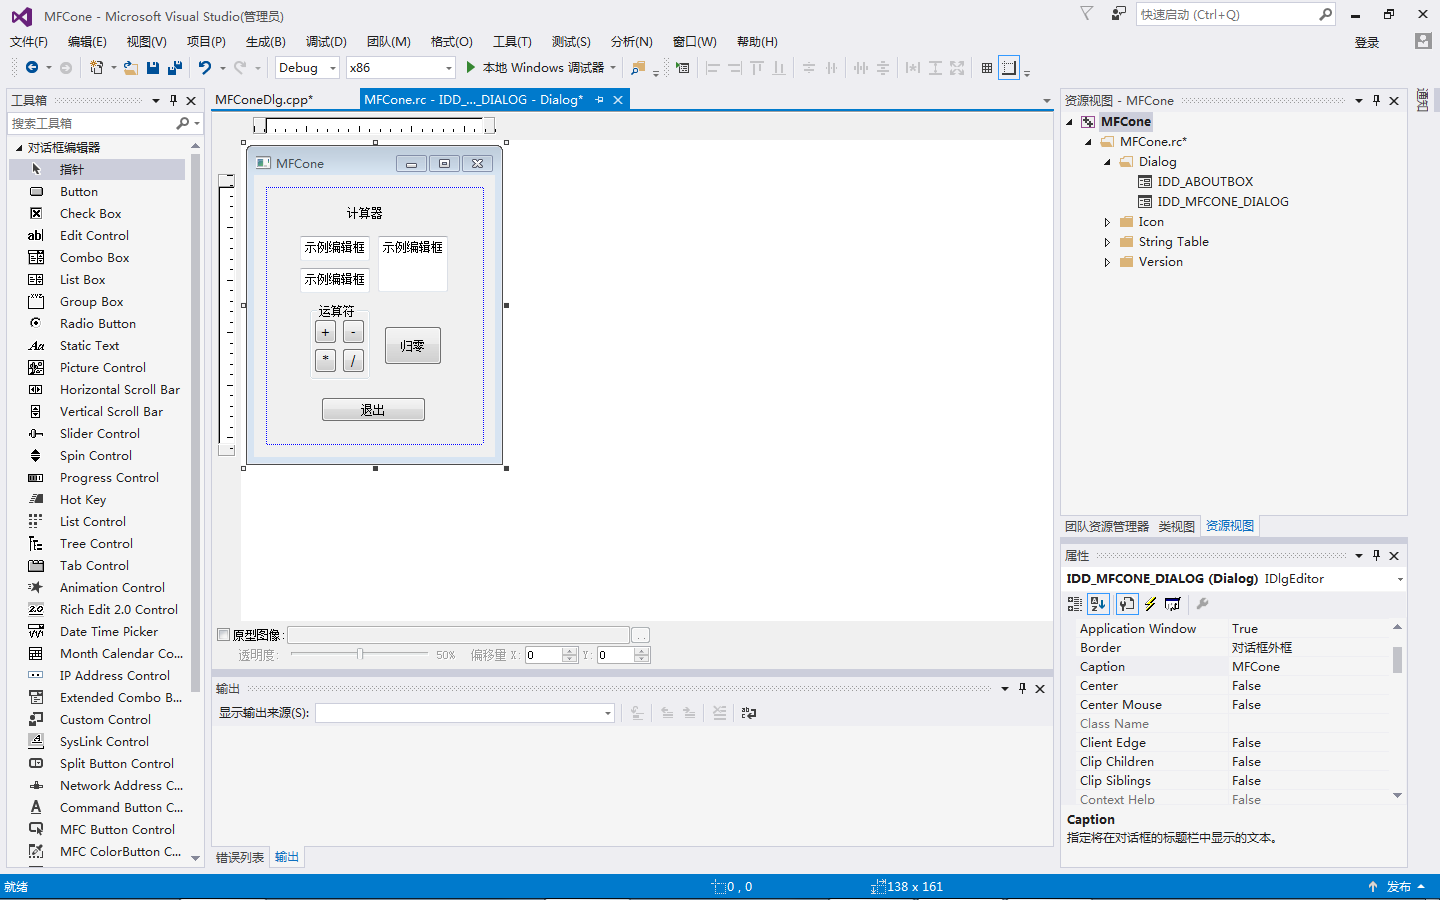 MFCone - Microsoft Visual Studio(管理员)
快速启动 (Ctrl+Q)
文件(F) 编辑(E) 视图(V) 项目(P) 生成(B) 调试(D) 团队(M) 格式(O) 工具(T) 测试(S) 分析(N) 窗口(W) 帮助(H)
登录
Debug x86 本地 Windows 调试器
工具箱
搜索工具箱
对话框编辑器
指针
Button
Check Box
Edit Control
Combo Box
List Box
Group Box
Radio Button
Static Text
Picture Control
Horizontal Scroll Bar
Vertical Scroll Bar
Slider Control
Spin Control
Progress Control
Hot Key
List Control
Tree Control
Tab Control
Animation Control
Rich Edit 2.0 Control
Date Time Picker
Month Calendar Co...
IP Address Control
Extended Combo B...
Custom Control
SysLink Control
Split Button Control
Network Address C...
Command Button C...
MFC Button Control
MFC ColorButton C...
MFConeDlg.cpp*
MFCone.rc - IDD_..._DIALOG - Dialog*
MFCone
计算器
示例编辑框 示例编辑框
示例编辑框
运算符
+ -
* /
归零
退出
原型图像:
透明度: 50% 偏移量 X: 0 Y: 0
输出
显示输出来源(S):
错误列表 输出
资源视图 - MFCone
MFCone
MFCone.rc*
Dialog
IDD_ABOUTBOX
IDD_MFCONE_DIALOG
Icon
String Table
Version
团队资源管理器 类视图 资源视图
通知
属性
IDD_MFCONE_DIALOG (Dialog) IDlgEditor
Application Window True
Border 对话框外框
Caption MFCone
Center False
Center Mouse False
Class Name
Client Edge False
Clip Children False
Clip Siblings False
Context Help False
Caption
指定将在对话框的标题栏中显示的文本。
就绪 0 , 0 138 x 161 发布